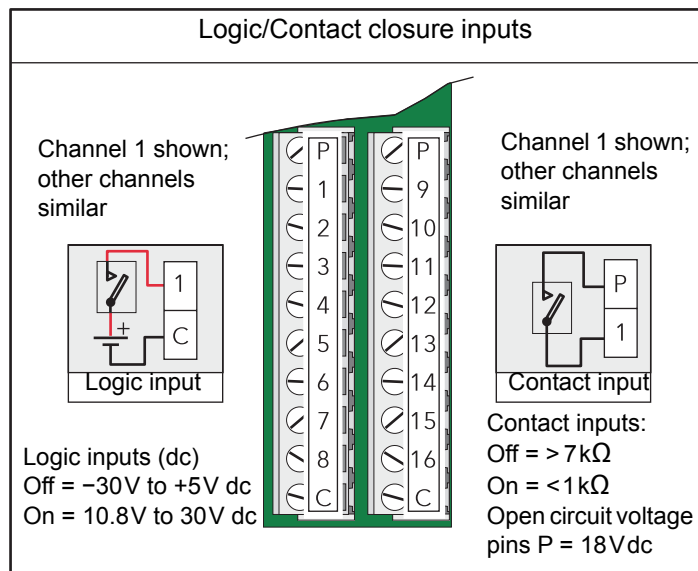 Logic/Contact closure inputs
Channel 1 shown;
other channels
similar
1
C
+
Logic input
Logic inputs (dc)
Off = −30V to +5V dc
On = 10.8V to 30V dc
P
1
2
3
4
5
6
7
8
C
P
9
10
11
12
13
14
15
16
C
Channel 1 shown;
other channels
similar
P
1
Contact input
Contact inputs:
Off = >7kΩ
On = <1kΩ
Open circuit voltage
pins P = 18Vdc